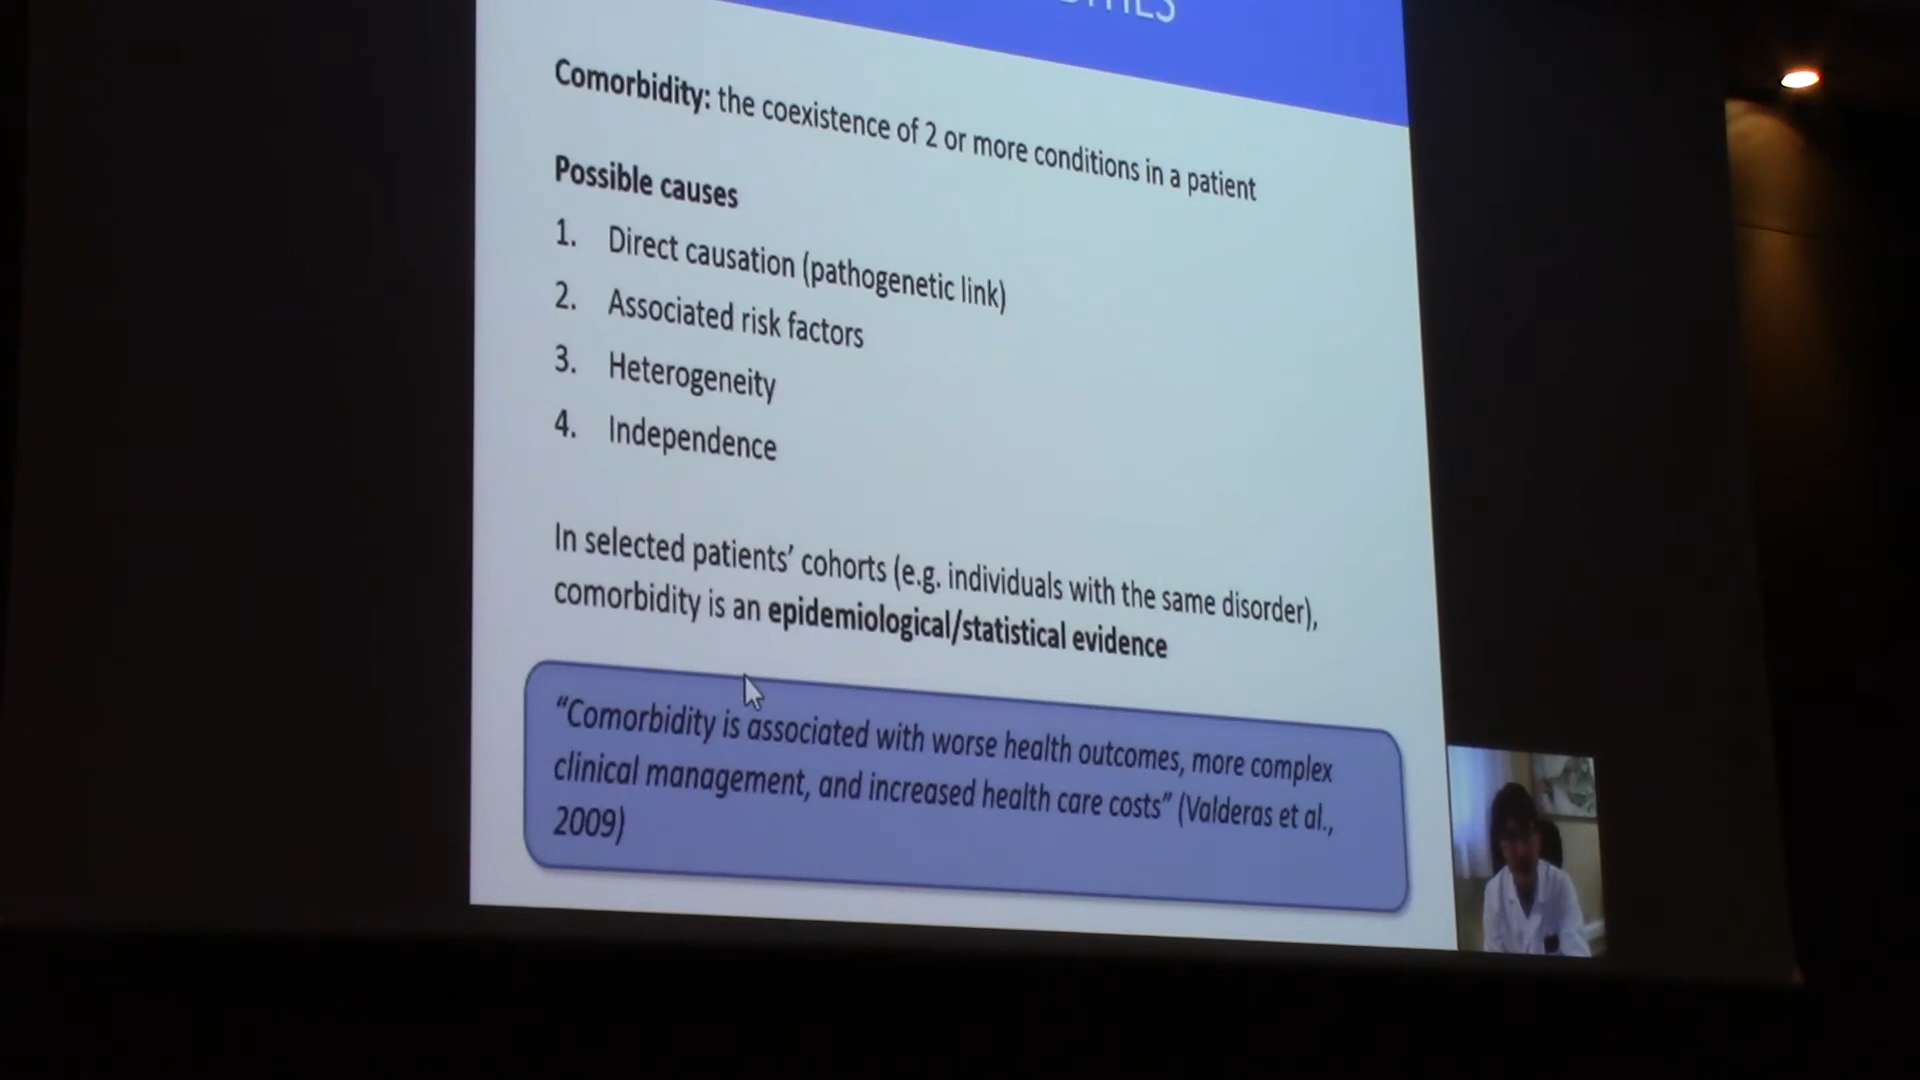 Comorbidity: the coexistence of 2 or more conditions in a patient
Possible causes
1. Direct causation (pathogenetic link)
2. Associated risk factors
3. Heterogeneity
4. Independence
In selected patients’ cohorts (e.g. individuals with the same disorder),
comorbidity is an epidemiological/statistical evidence
“Comorbidity is associated with worse health outcomes, more complex
clinical management, and increased health care costs” (Valderas et al.,
2009)